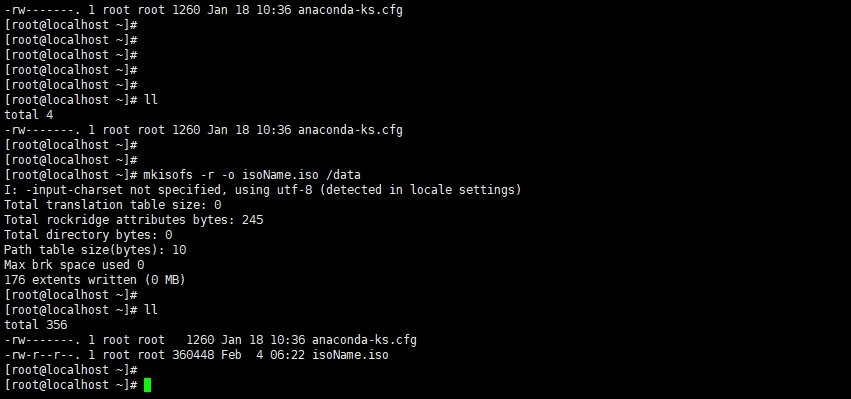 -rw-------. 1 root root 1260 Jan 18 10:36 anaconda-ks.cfg
[root@localhost ~]#
[root@localhost ~]#
[root@localhost ~]#
[root@localhost ~]#
[root@localhost ~]#
[root@localhost ~]# ll
total 4
-rw-------. 1 root root 1260 Jan 18 10:36 anaconda-ks.cfg
[root@localhost ~]#
[root@localhost ~]#
[root@localhost ~]# mkisofs -r -o isoName.iso /data
I: -input-charset not specified, using utf-8 (detected in locale settings)
Total translation table size: 0
Total rockridge attributes bytes: 245
Total directory bytes: 0
Path table size(bytes): 10
Max brk space used 0
176 extents written (0 MB)
[root@localhost ~]#
[root@localhost ~]# ll
total 356
-rw-------. 1 root root   1260 Jan 18 10:36 anaconda-ks.cfg
-rw-r--r--. 1 root root 360448 Feb  4 06:22 isoName.iso
[root@localhost ~]#
[root@localhost ~]#